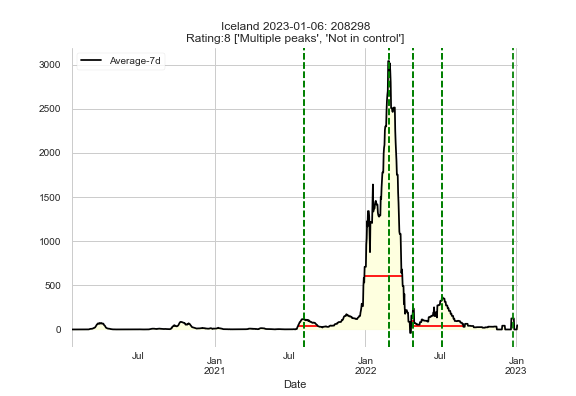 Iceland 2023-01-06: 208298
Rating:8 ['Multiple peaks', 'Not in control']
Average-7d
3000
2500
2000
1500
1000
500
0
Jul
Jan
2021
Jul
Jan
2022
Jul
Jan
2023
Date